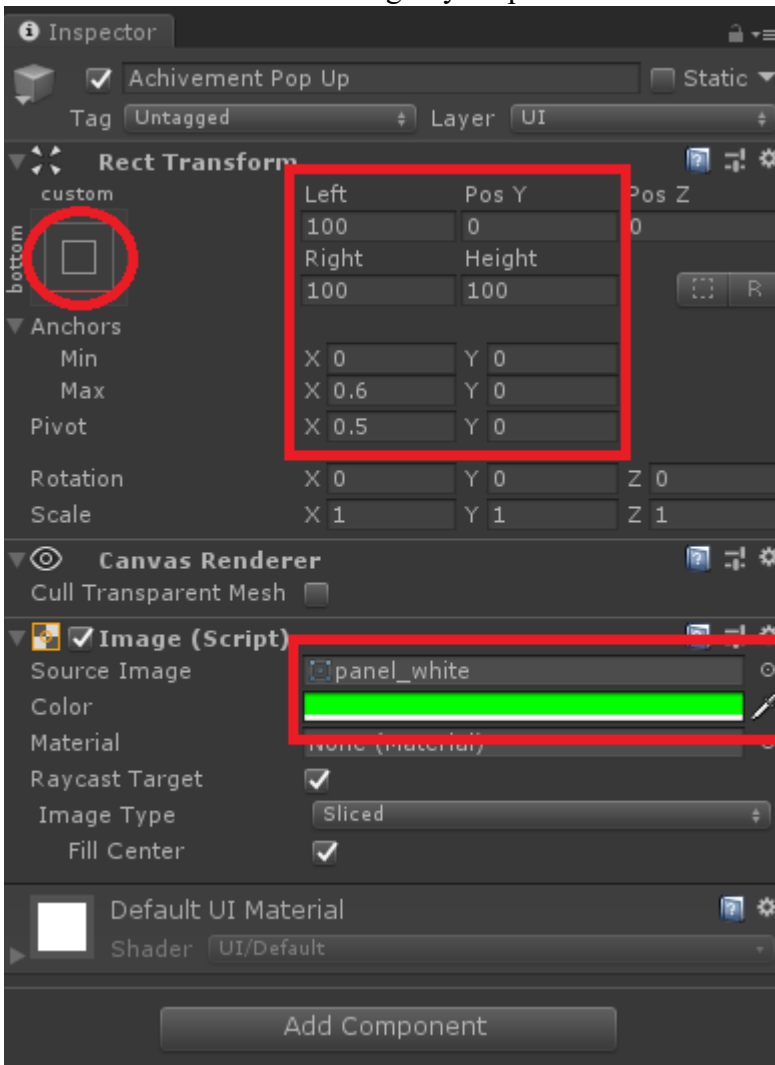 Inspector
Achivement Pop Up Static
Tag Untagged Layer UI
Rect Transform
custom Left Pos Y Pos Z
bottom 100 0 0
Right Height
100 100 R
Anchors
Min X 0 Y 0
Max X 0.6 Y 0
Pivot X 0.5 Y 0
Rotation X 0 Y 0 Z 0
Scale X 1 Y 1 Z 1
Canvas Renderer
Cull Transparent Mesh
Image (Script)
Source Image panel_white
Color
Material None (Material)
Raycast Target
Image Type Sliced
Fill Center
Default UI Material
Shader UI/Default
Add Component